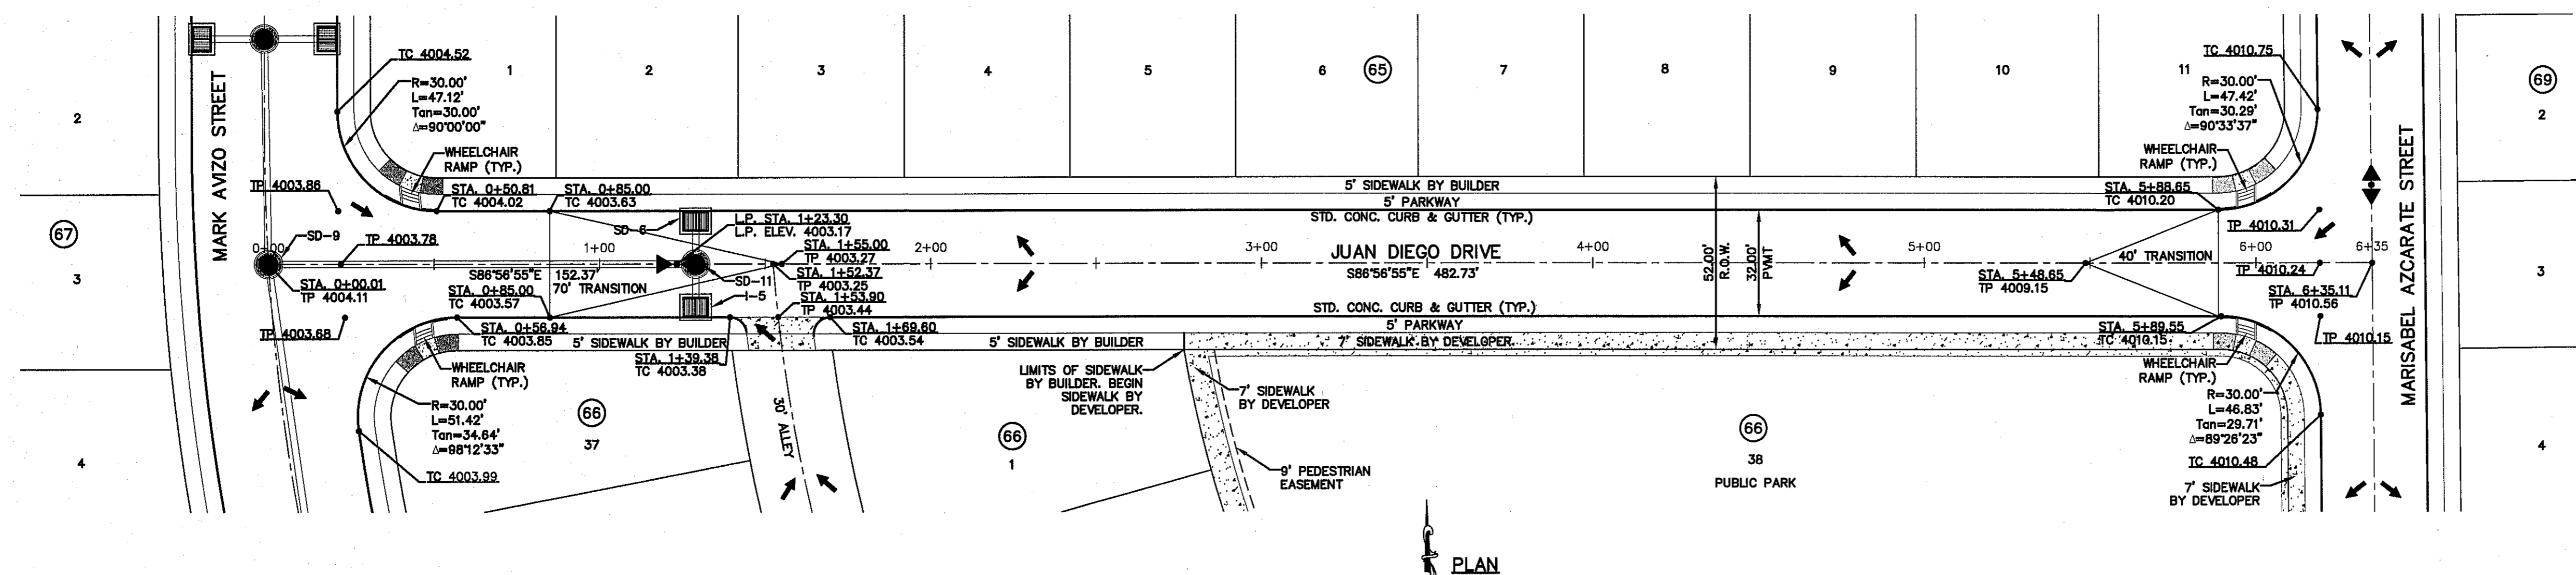 TC 4004.52
R=30.00'
L=47.12'
Tan=30.00'
Δ=90°00'00"
WHEELCHAIR
RAMP (TYP.)
MARK AVIZO STREET
2
3
4
67
1
2
3
4
5
6
65
7
8
9
10
11
TC 4010.75
R=30.00'
L=47.42'
Tan=30.29'
Δ=90°33'37"
WHEELCHAIR
RAMP (TYP.)
69
2
3
4
MARISABEL AZCARATE STREET
TP 4003.86
STA. 0+50.81
TC 4004.02
STA. 0+85.00
TC 4003.63
5' SIDEWALK BY BUILDER
5' PARKWAY
STD. CONC. CURB & GUTTER (TYP.)
STA. 5+88.65
TC 4010.20
TP 4010.31
SD-9
0+00
TP 4003.78
1+00
L.P. STA. 1+23.30
L.P. ELEV. 4003.17
STA. 1+55.00
TP 4003.27
2+00
3+00
JUAN DIEGO DRIVE
4+00
5+00
6+00
6+35
S86°56'55"E 152.37'
70' TRANSITION
SD-11
STA. 1+52.37
TP 4003.25
S86°56'55"E 482.73'
52.00'
R.O.W.
32.00'
PVMT
40' TRANSITION
STA. 5+48.65
TP 4009.15
TP 4010.24
STA. 6+35.11
TP 4010.56
STA. 0+00.01
TP 4004.11
STA. 0+85.00
TC 4003.57
I-5
STA. 1+53.90
TP 4003.44
STD. CONC. CURB & GUTTER (TYP.)
5' PARKWAY
TP 4003.68
STA. 0+56.94
TC 4003.85
5' SIDEWALK BY BUILDER
STA. 1+39.38
TC 4003.38
STA. 1+69.60
TC 4003.54
5' SIDEWALK BY BUILDER
7' SIDEWALK BY DEVELOPER
STA. 5+89.55
TC 4010.15
TP 4010.15
WHEELCHAIR
RAMP (TYP.)
R=30.00'
L=51.42'
Tan=34.64'
Δ=98°12'33"
TC 4003.99
66
37
30' ALLEY
LIMITS OF SIDEWALK
BY BUILDER. BEGIN
SIDEWALK BY
DEVELOPER.
7' SIDEWALK
BY DEVELOPER
66
1
9' PEDESTRIAN
EASEMENT
66
38
PUBLIC PARK
WHEELCHAIR
RAMP (TYP.)
R=30.00'
L=46.83'
Tan=29.71'
Δ=89°26'23"
TC 4010.48
7' SIDEWALK
BY DEVELOPER
PLAN